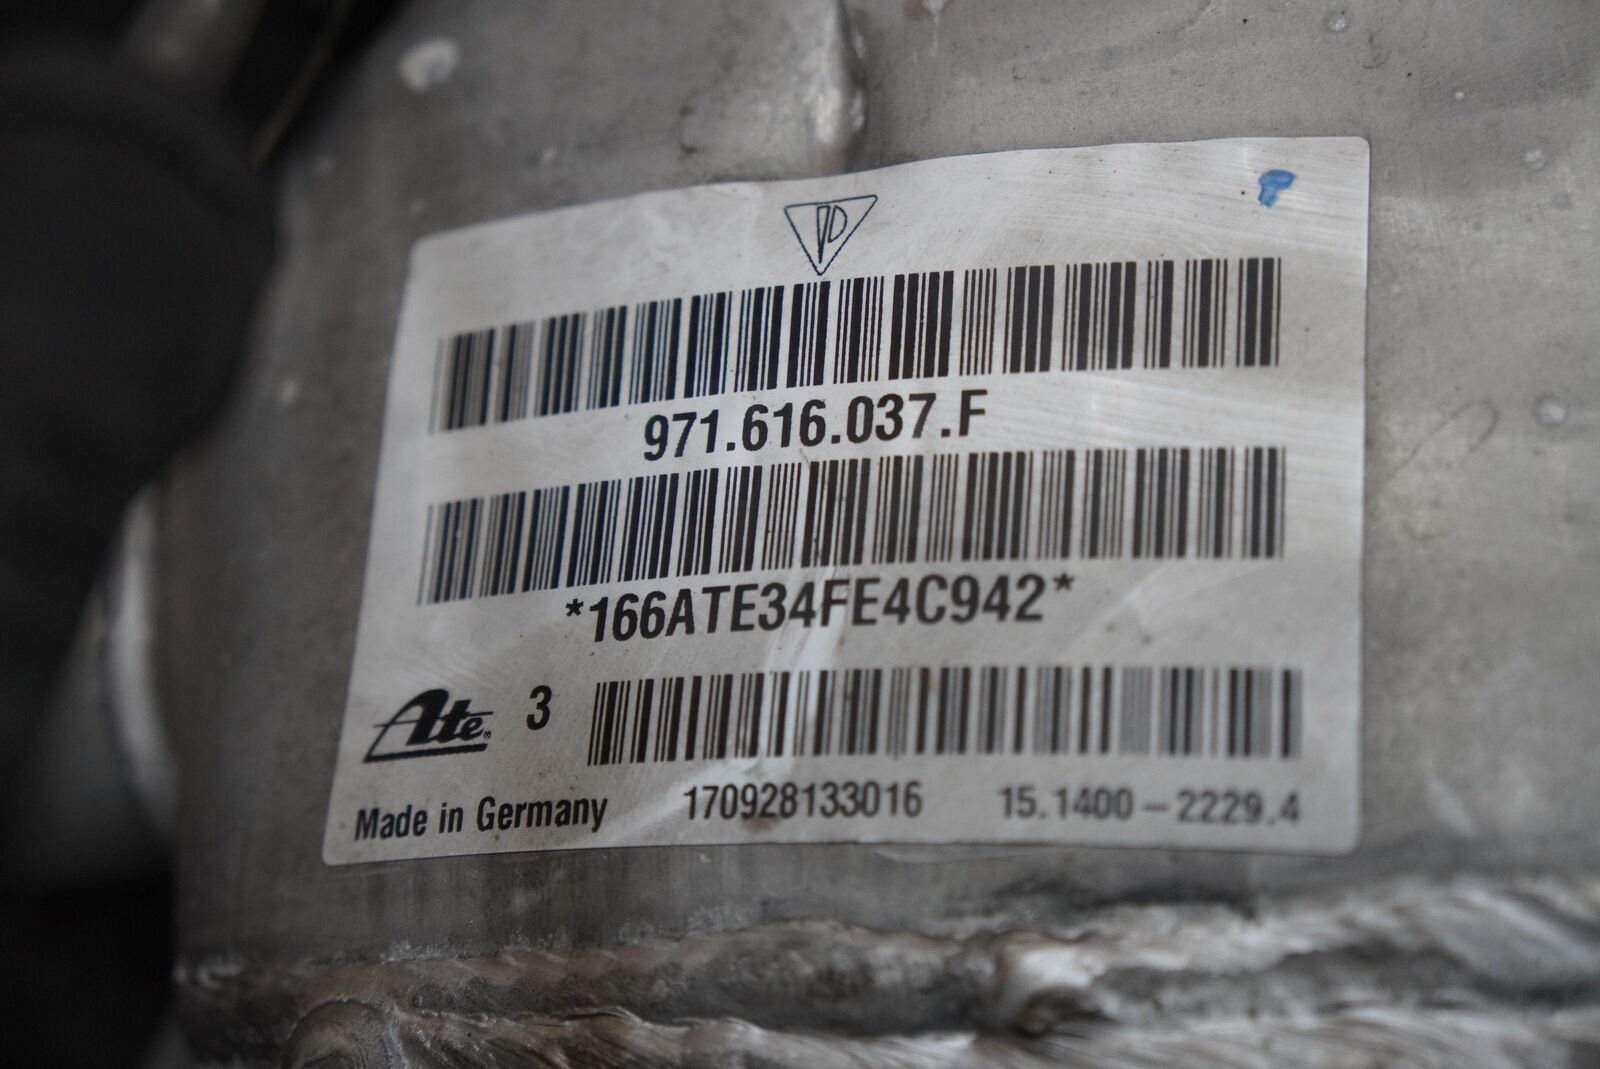 971.616.037.F
*166ATE34FE4C942*
Ate® 3
Made in Germany 170928133016 15.1400-2229.4